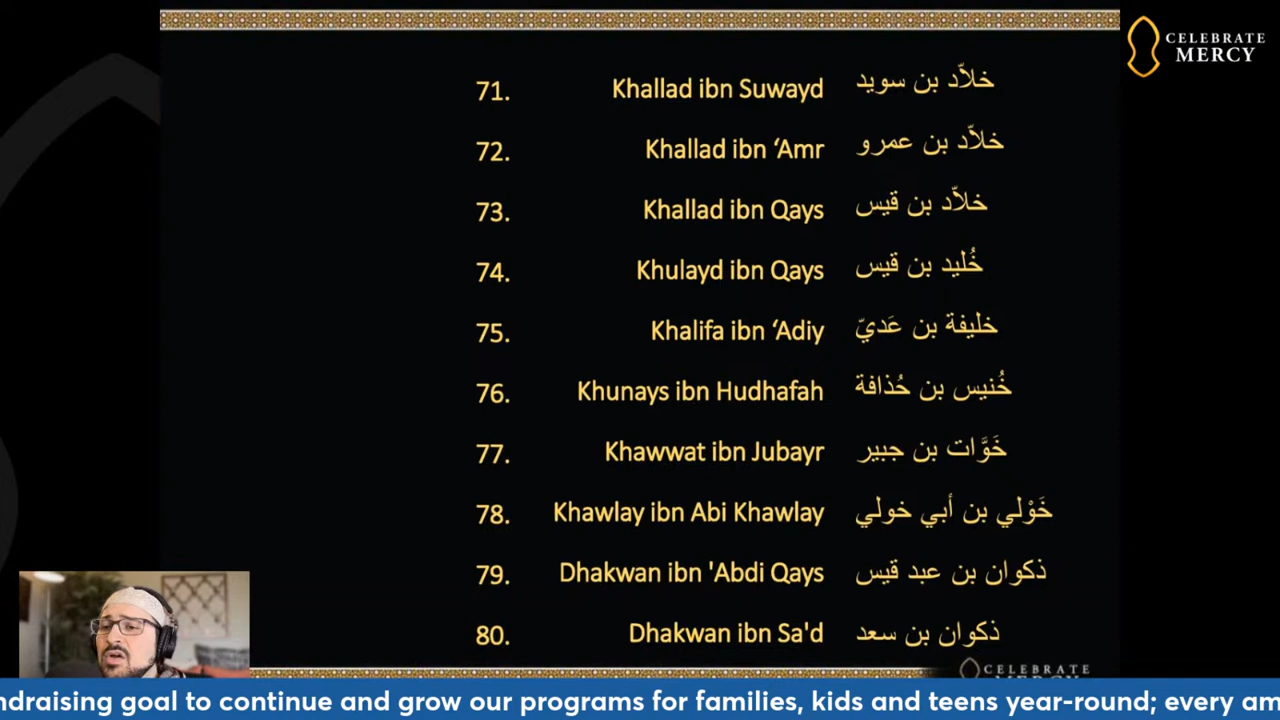 CELEBRATE
MERCY
71. Khallad ibn Suwayd خلاّد بن سويد
72. Khallad ibn ‘Amr خلاّد بن عمرو
73. Khallad ibn Qays خلاّد بن قيس
74. Khulayd ibn Qays خُليد بن قيس
75. Khalifa ibn ‘Adiy خليفة بن عَديّ
76. Khunays ibn Hudhafah خُنيس بن حُذافة
77. Khawwat ibn Jubayr خَوَّات بن جبير
78. Khawlay ibn Abi Khawlay خَوْلي بن أبي خولي
79. Dhakwan ibn 'Abdi Qays ذكوان بن عبد قيس
80. Dhakwan ibn Sa'd ذكوان بن سعد
CELEBRATE
ndraising goal to continue and grow our programs for families, kids and teens year-round; every am